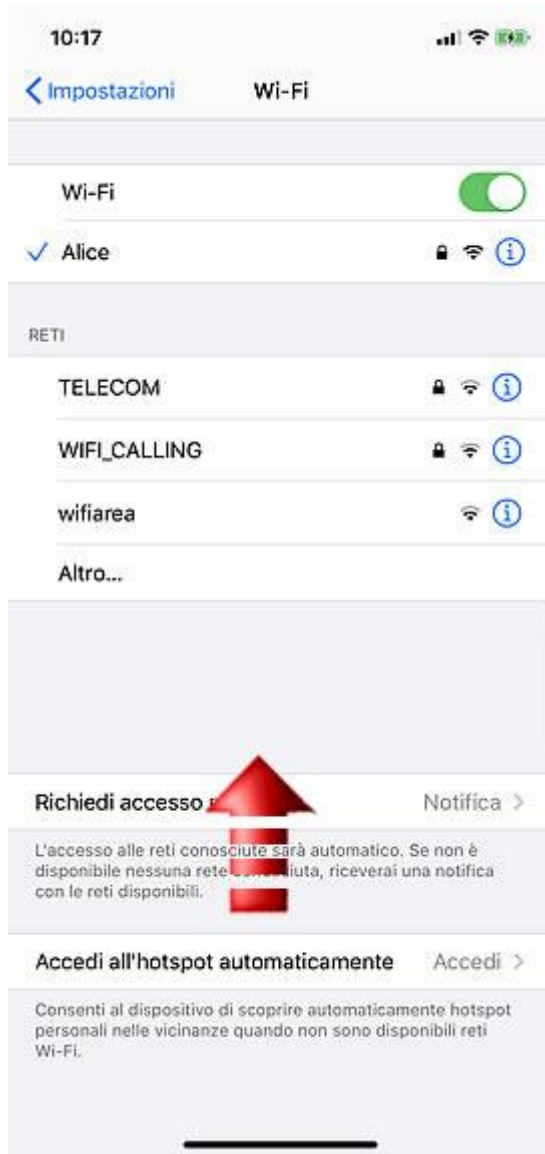 10:17
Impostazioni
Wi-Fi
Wi-Fi
Alice
RETI
TELECOM
WIFI_CALLING
wifiarea
Altro...
Richiedi accesso
Notifica
L'accesso alle reti conosciute sarà automatico. Se non è
disponibile nessuna rete riceverai una notifica
con le reti disponibili.
Accedi all'hotspot automaticamente
Accedi
Consenti al dispositivo di scoprire automaticamente hotspot
personali nelle vicinanze quando non sono disponibili reti
Wi-Fi.